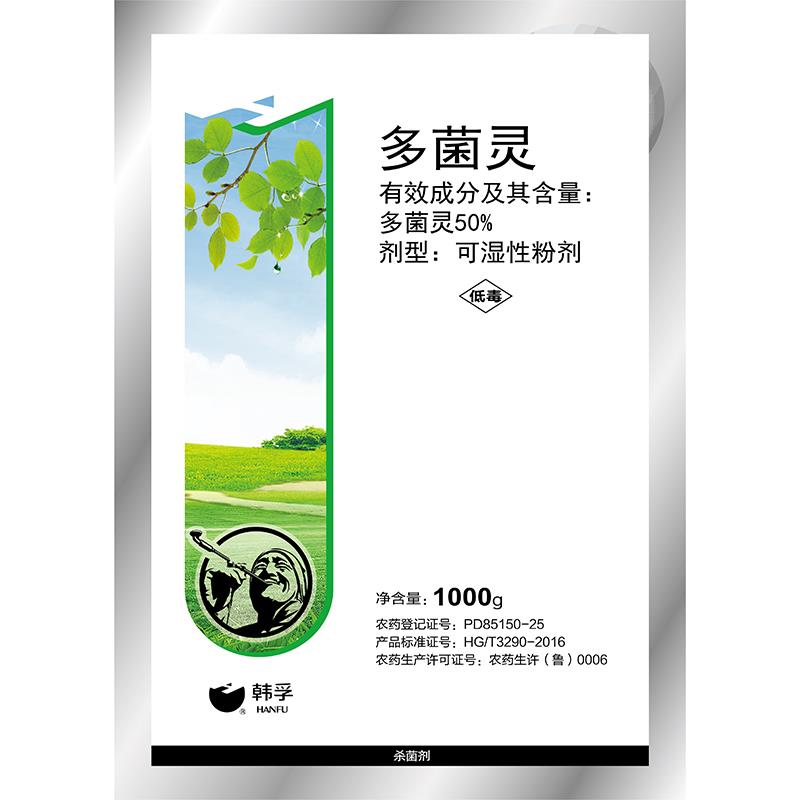 多菌灵
有效成分及其含量：
多菌灵50%
剂型：可湿性粉剂
低毒
净含量：1000g
农药登记证号：PD85150-25
产品标准证号：HG/T3290-2016
农药生产许可证号：农药生许（鲁）0006
韩孚
®
HANFU
杀菌剂